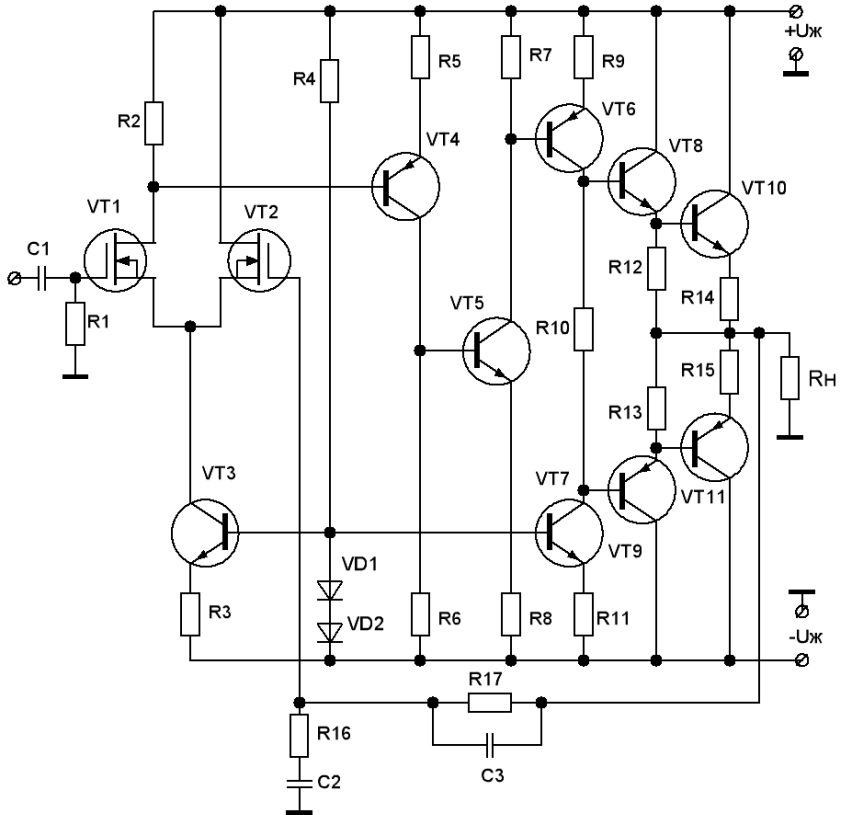 +Uж
R5
R7
R9
R4
R2
VT6
VT4
VT8
VT10
VT1
VT2
C1
R12
R14
VT5
R10
R1
R15
Rн
R13
VT3
VT7
VT11
VT9
VD1
R3
VD2
R6
R8
R11
-Uж
R17
R16
C2
C3